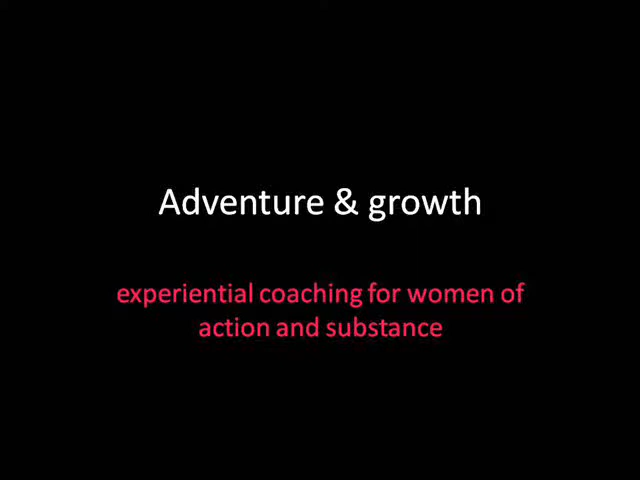 Adventure & growth
experiential coaching for women of
action and substance